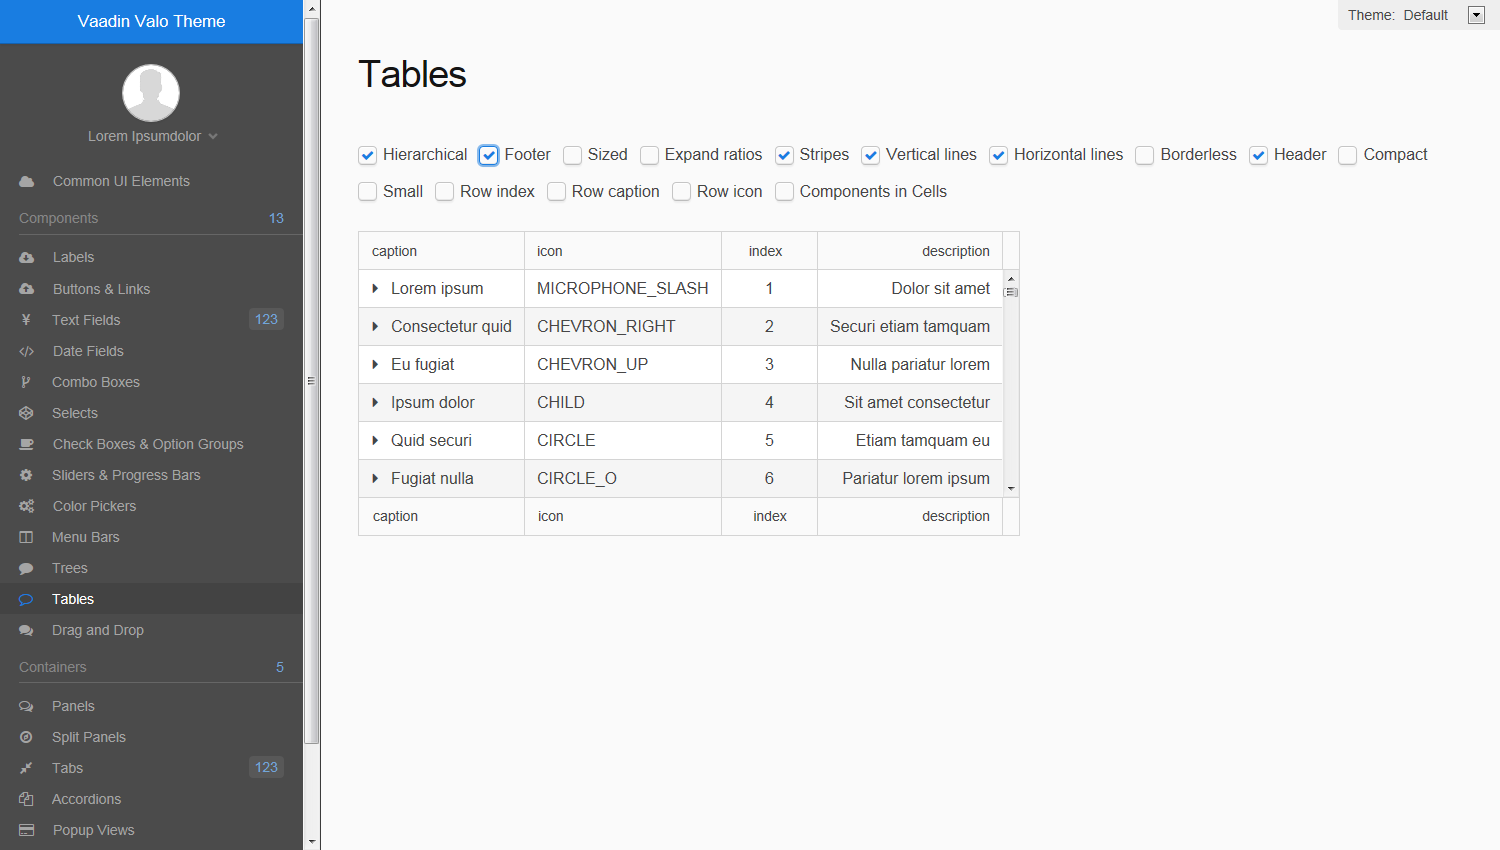 Vaadin Valo Theme
Lorem Ipsumdolor
Common UI Elements
Components 13
Labels
Buttons & Links
Text Fields 123
Date Fields
Combo Boxes
Selects
Check Boxes & Option Groups
Sliders & Progress Bars
Color Pickers
Menu Bars
Trees
Tables
Drag and Drop
Containers 5
Panels
Split Panels
Tabs 123
Accordions
Popup Views
Theme: Default
Tables
Hierarchical Footer Sized Expand ratios Stripes Vertical lines Horizontal lines Borderless Header Compact
Small Row index Row caption Row icon Components in Cells
caption icon index description
Lorem ipsum MICROPHONE_SLASH 1 Dolor sit amet
Consectetur quid CHEVRON_RIGHT 2 Securi etiam tamquam
Eu fugiat CHEVRON_UP 3 Nulla pariatur lorem
Ipsum dolor CHILD 4 Sit amet consectetur
Quid securi CIRCLE 5 Etiam tamquam eu
Fugiat nulla CIRCLE_O 6 Pariatur lorem ipsum
caption icon index description